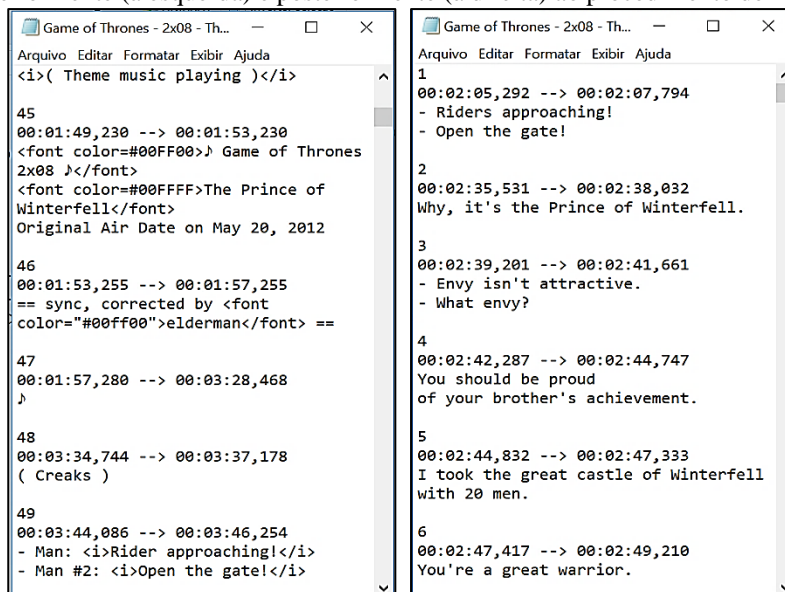 Game of Thrones - 2x08 - Th...
Arquivo Editar Formatar Exibir Ajuda
<i>( Theme music playing )</i>
45
00:01:49,230 --> 00:01:53,230
<font color=#00FF00>♪ Game of Thrones
2x08 ♪</font>
<font color=#00FFFF>The Prince of
Winterfell</font>
Original Air Date on May 20, 2012
46
00:01:53,255 --> 00:01:57,255
== sync, corrected by <font
color="#00ff00">elderman</font> ==
47
00:01:57,280 --> 00:03:28,468
♪
48
00:03:34,744 --> 00:03:37,178
( Creaks )
49
00:03:44,086 --> 00:03:46,254
- Man: <i>Rider approaching!</i>
- Man #2: <i>Open the gate!</i>
Game of Thrones - 2x08 - Th...
Arquivo Editar Formatar Exibir Ajuda
1
00:02:05,292 --> 00:02:07,794
- Riders approaching!
- Open the gate!
2
00:02:35,531 --> 00:02:38,032
Why, it's the Prince of Winterfell.
3
00:02:39,201 --> 00:02:41,661
- Envy isn't attractive.
- What envy?
4
00:02:42,287 --> 00:02:44,747
You should be proud
of your brother's achievement.
5
00:02:44,832 --> 00:02:47,333
I took the great castle of Winterfell
with 20 men.
6
00:02:47,417 --> 00:02:49,210
You're a great warrior.